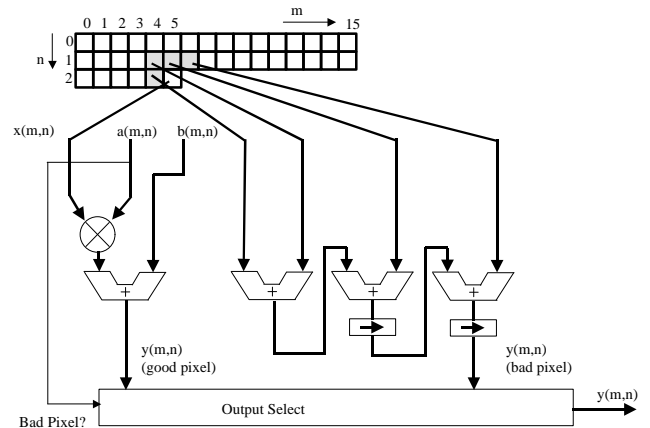 m
0 1 2 3 4 5 15
0
n 1
2
x(m,n) a(m,n) b(m,n)
+ + + +
y(m,n)
(good pixel)
y(m,n)
(bad pixel)
y(m,n)
Output Select
Bad Pixel?